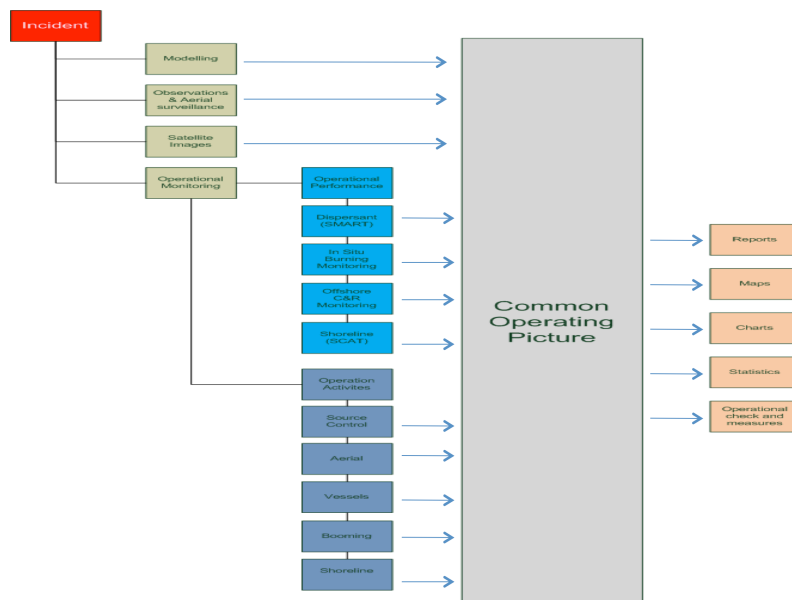 Incident
Modelling
Observations
& Aerial
surveillance
Satellite
Images
Operational
Monitoring
Operational
Performance
Dispersant
(SMART)
In Situ
Burning
Monitoring
Offshore
C&R
Monitoring
Shoreline
(SCAT)
Operation
Activites
Source
Control
Aerial
Vessels
Booming
Shoreline
Common
Operating
Picture
Reports
Maps
Charts
Statistics
Operational
check and
measures